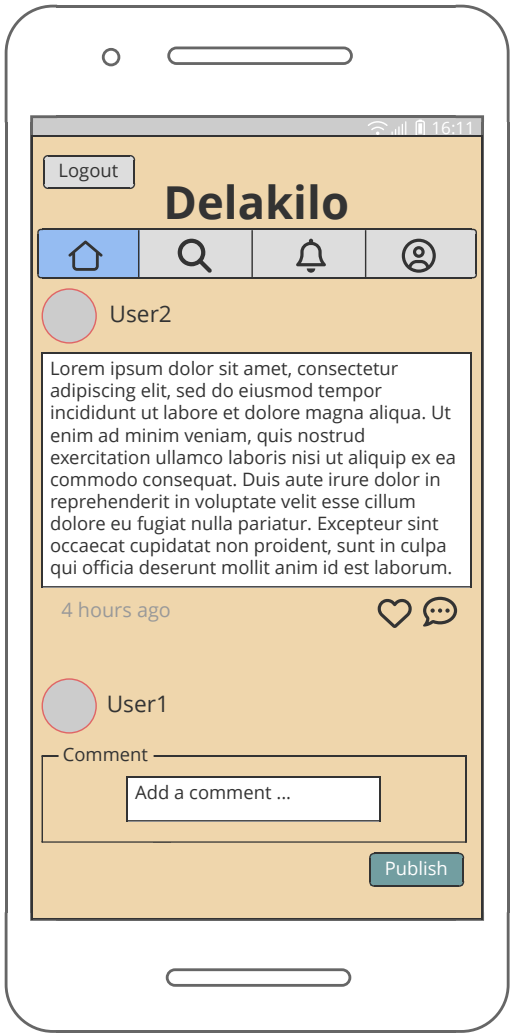 16:11
Logout
Delakilo
User2
Lorem ipsum dolor sit amet, consectetur
adipiscing elit, sed do eiusmod tempor
incididunt ut labore et dolore magna aliqua. Ut
enim ad minim veniam, quis nostrud
exercitation ullamco laboris nisi ut aliquip ex ea
commodo consequat. Duis aute irure dolor in
reprehenderit in voluptate velit esse cillum
dolore eu fugiat nulla pariatur. Excepteur sint
occaecat cupidatat non proident, sunt in culpa
qui officia deserunt mollit anim id est laborum.
4 hours ago
User1
Comment
Add a comment ...
Publish